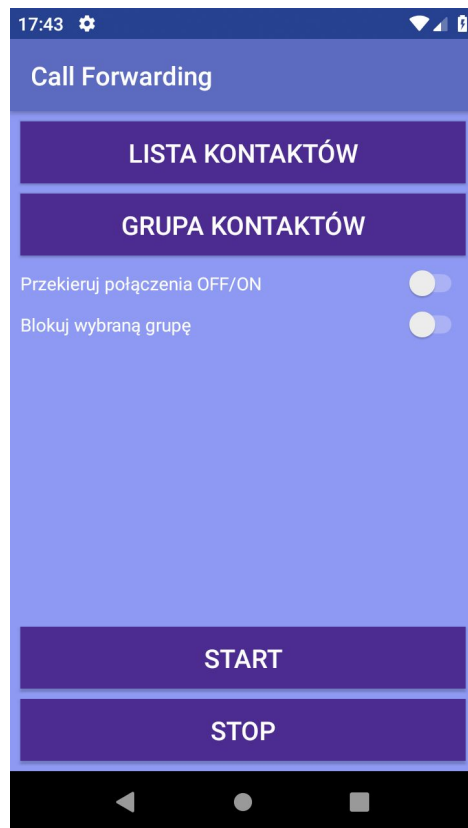 17:43
Call Forwarding
LISTA KONTAKTÓW
GRUPA KONTAKTÓW
Przekieruj połączenia OFF/ON
Blokuj wybraną grupę
START
STOP